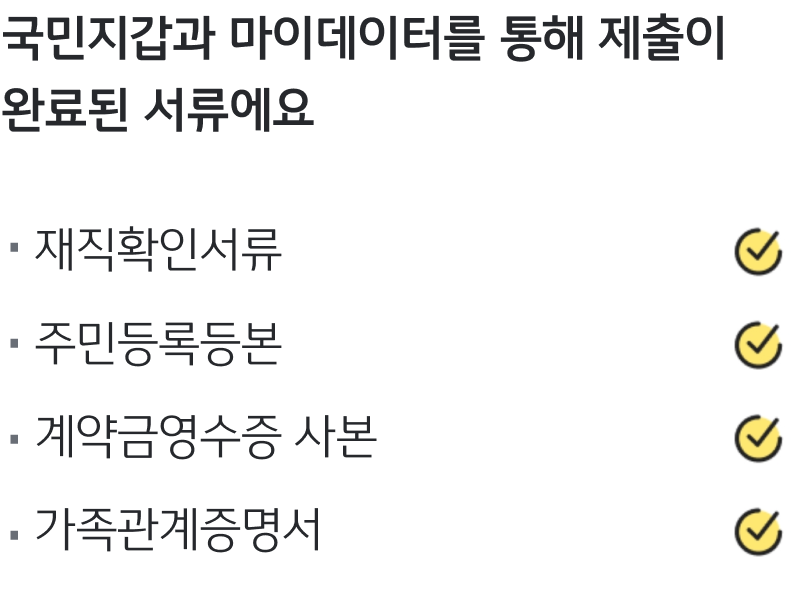 국민지갑과 마이데이터를 통해 제출이
완료된 서류에요
· 재직확인서류
· 주민등록등본
· 계약금영수증 사본
· 가족관계증명서